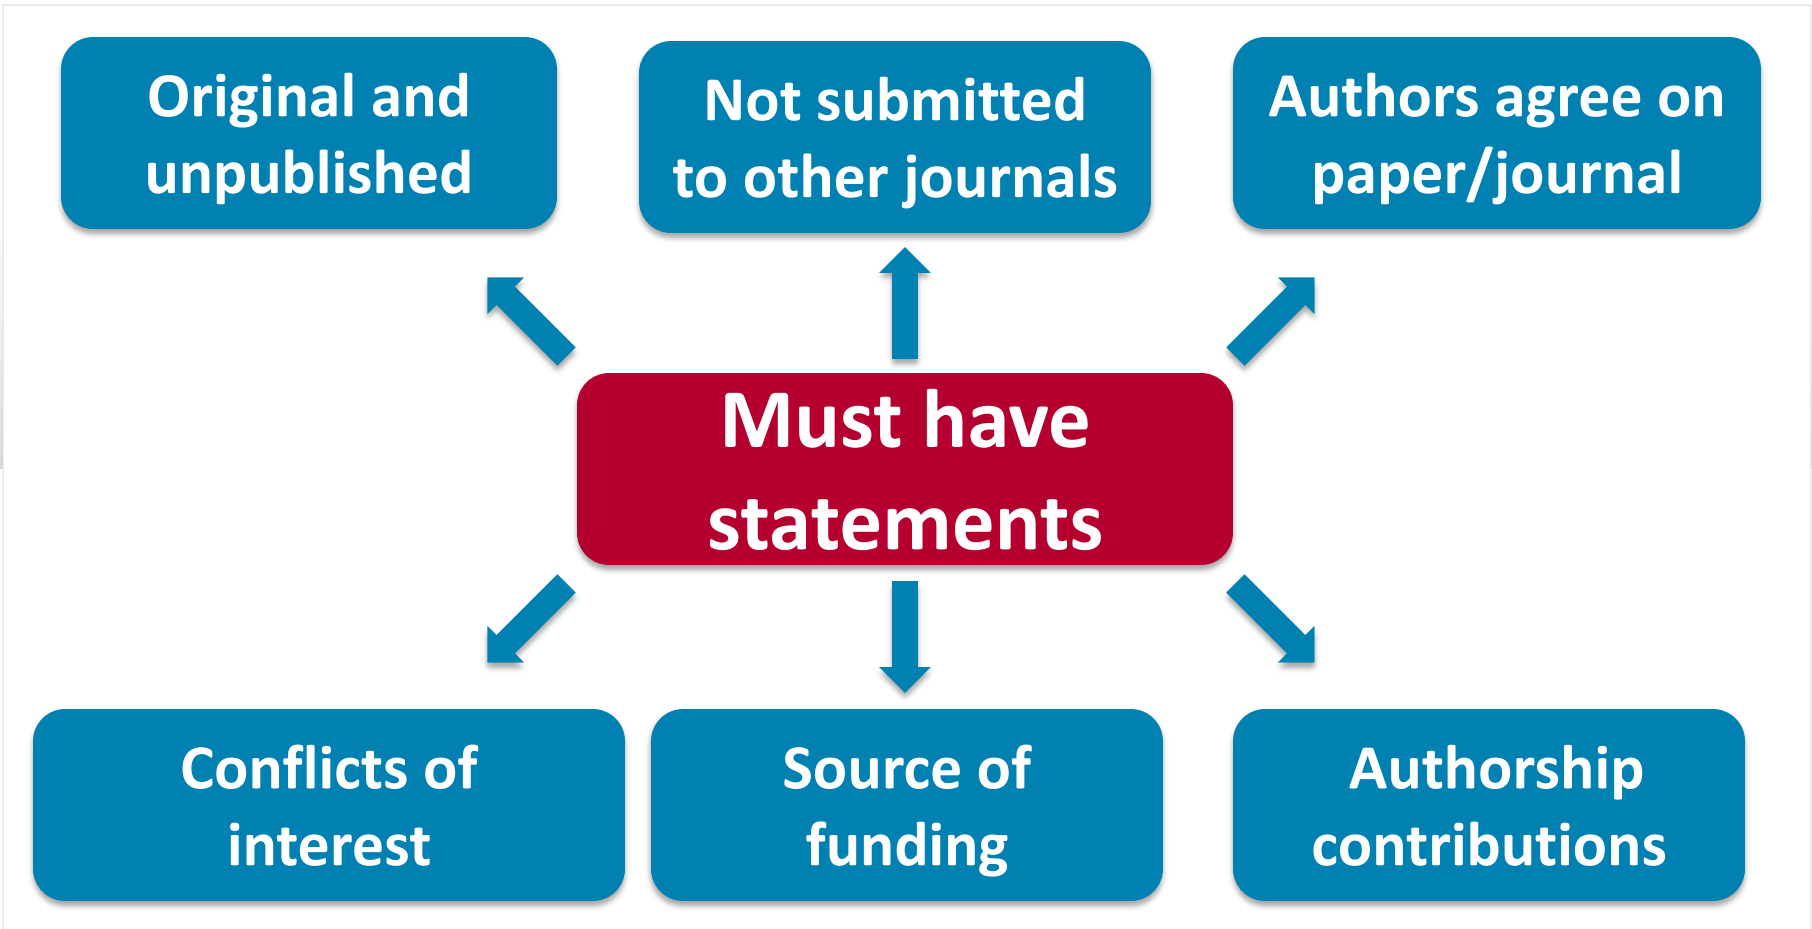 Original and
unpublished
Not submitted
to other journals
Authors agree on
paper/journal
Must have
statements
Conflicts of
interest
Source of
funding
Authorship
contributions